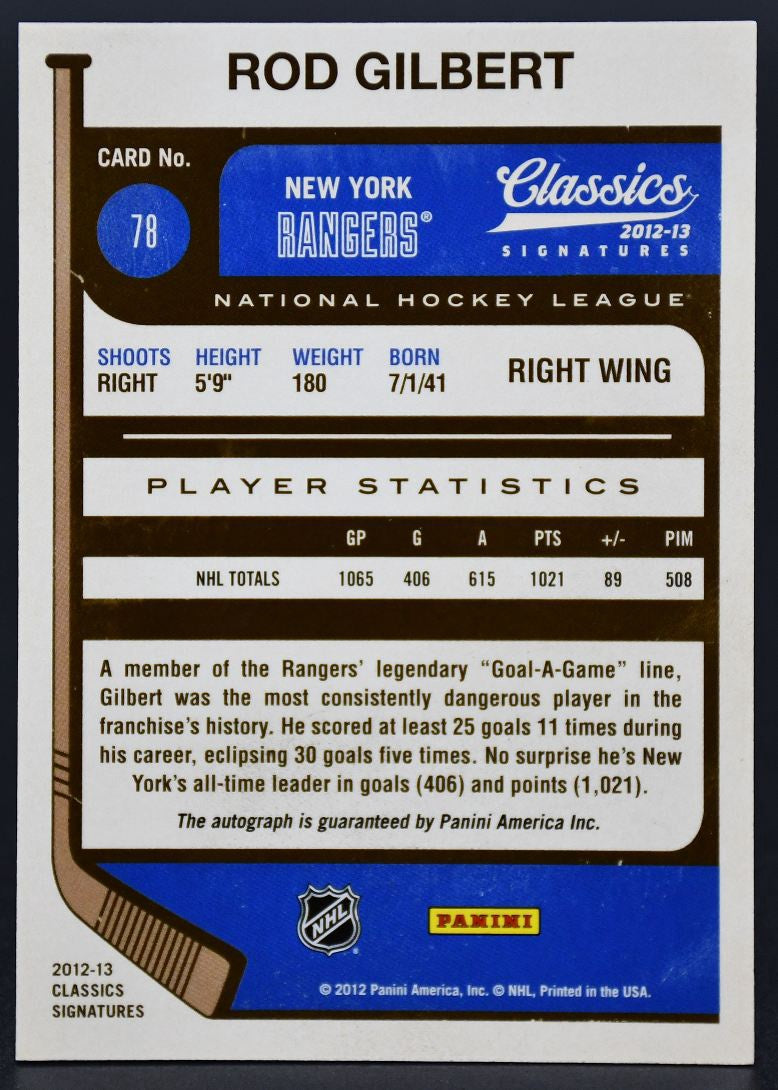 ROD GILBERT
CARD No.
78
NEW YORK
RANGERS®
Classics
2012-13
SIGNATURES
NATIONAL HOCKEY LEAGUE
SHOOTS HEIGHT WEIGHT BORN
RIGHT 5'9" 180 7/1/41
RIGHT WING
PLAYER STATISTICS
GP G A PTS +/- PIM
NHL TOTALS 1065 406 615 1021 89 508
A member of the Rangers' legendary "Goal-A-Game" line,
Gilbert was the most consistently dangerous player in the
franchise's history. He scored at least 25 goals 11 times during
his career, eclipsing 30 goals five times. No surprise he's New
York's all-time leader in goals (406) and points (1,021).
The autograph is guaranteed by Panini America Inc.
NHL
PANINI
2012-13
CLASSICS
SIGNATURES
© 2012 Panini America, Inc. © NHL, Printed in the USA.